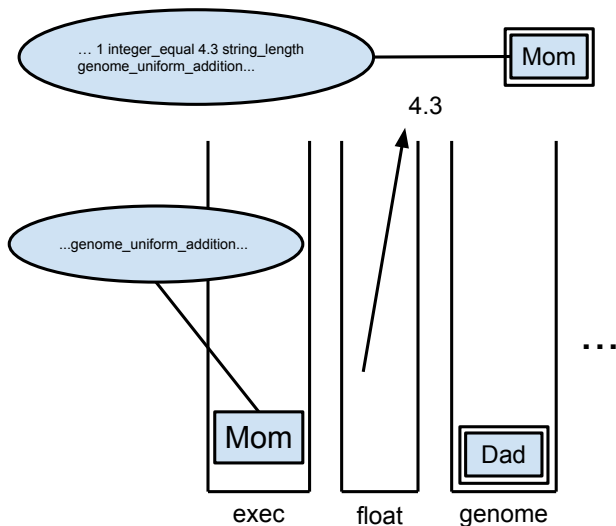 … 1 integer_equal 4.3 string_length
genome_uniform_addition...
Mom
4.3
...genome_uniform_addition...
...
Mom
Dad
exec
float
genome